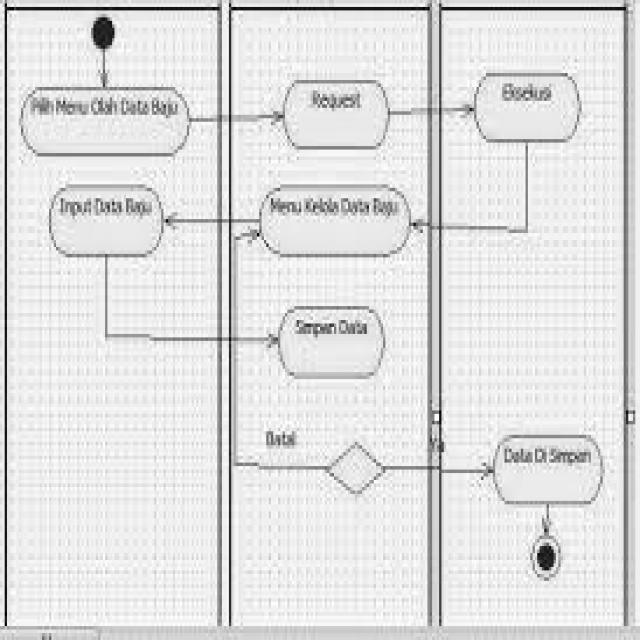 Pilih Menu Olah Data Baju
Request
Eksekusi
Input Data Baju
Menu Kelola Data Baju
Simpan Data
Batal
Ya
Data Di Simpan